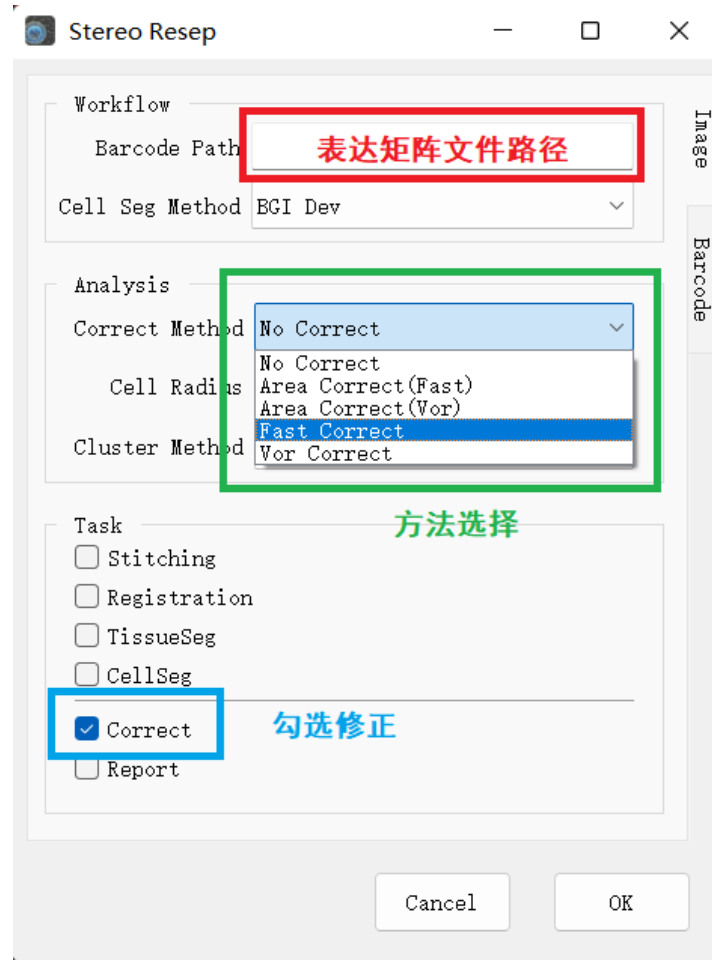 Stereo Resep
Workflow
Barcode Path 表达矩阵文件路径
Cell Seg Method BGI Dev
Analysis
Correct Method No Correct
No Correct
Cell Radius Area Correct(Fast)
Area Correct(Vor)
Fast Correct
Cluster Method Vor Correct
方法选择
Task
Stitching
Registration
TissueSeg
CellSeg
Correct 勾选修正
Report
Cancel OK
Image
Barcode